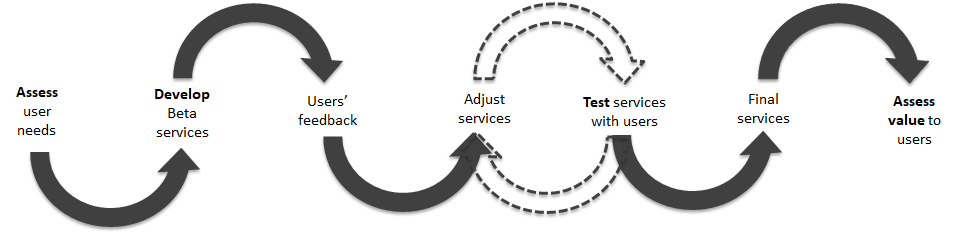 Assess
user
needs
Develop
Beta
services
Users’
feedback
Adjust
services
Test services
with users
Final
services
Assess
value to
users